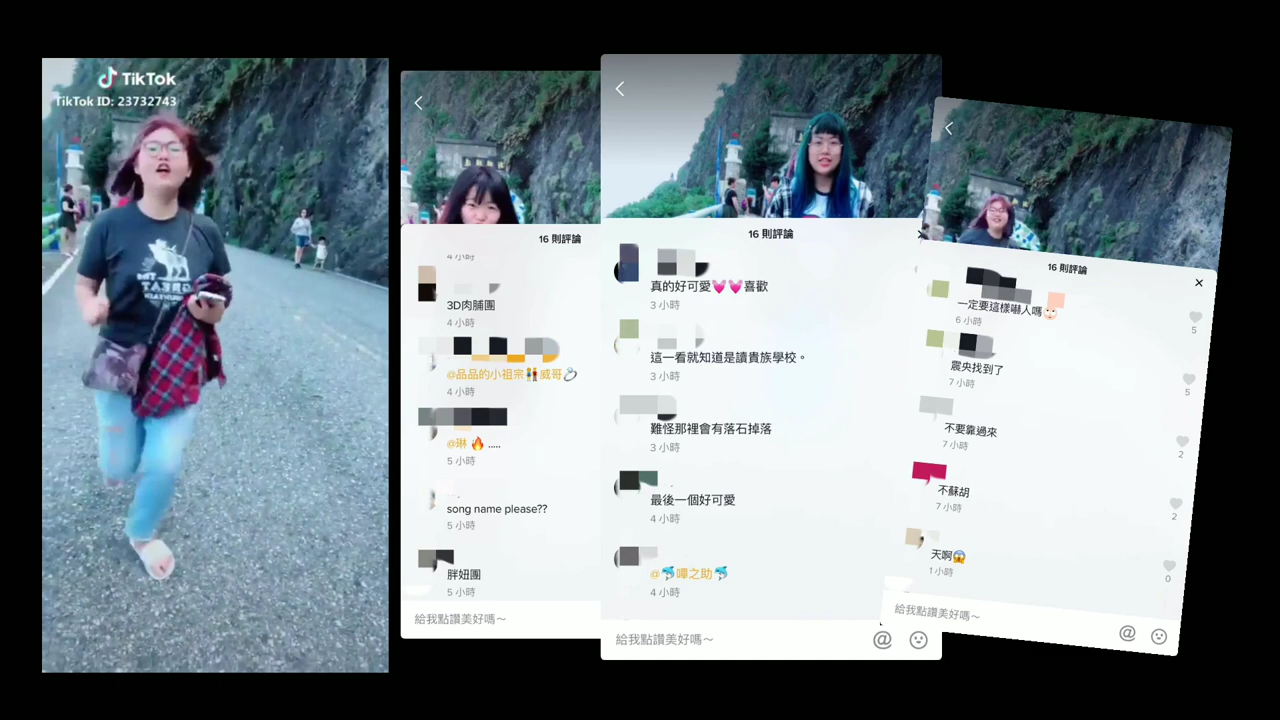 TikTok
TikTok ID: 23732743
16 則評論
4 小時
3D肉脯團
4 小時
@品品的小祖宗👬威哥💍
4 小時
@琳 🔥 .....
5 小時
song name please??
5 小時
胖妞團
5 小時
給我點讚美好嗎～
16 則評論
真的好可愛💓💓喜歡
3 小時
這一看就知道是讀貴族學校。
3 小時
難怪那裡會有落石掉落
3 小時
最後一個好可愛
4 小時
@🐬嘽之助🐬
4 小時
給我點讚美好嗎～
16 則評論
一定要這樣嚇人嗎
6 小時
5
震央找到了
7 小時
5
不要靠過來
7 小時
2
不蘇胡
7 小時
2
天啊😱
1 小時
0
給我點讚美好嗎～